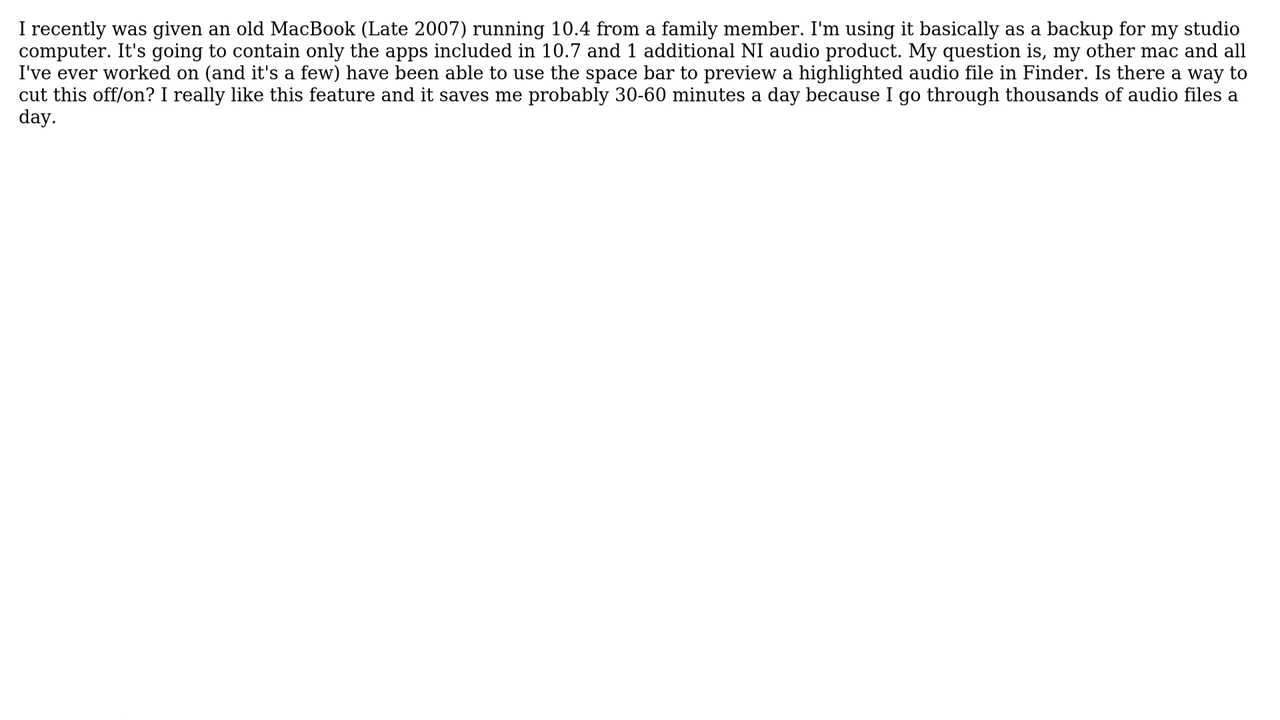 I recently was given an old MacBook (Late 2007) running 10.4 from a family member. I'm using it basically as a backup for my studio
computer. It's going to contain only the apps included in 10.7 and 1 additional NI audio product. My question is, my other mac and all
I've ever worked on (and it's a few) have been able to use the space bar to preview a highlighted audio file in Finder. Is there a way to
cut this off/on? I really like this feature and it saves me probably 30-60 minutes a day because I go through thousands of audio files a
day.